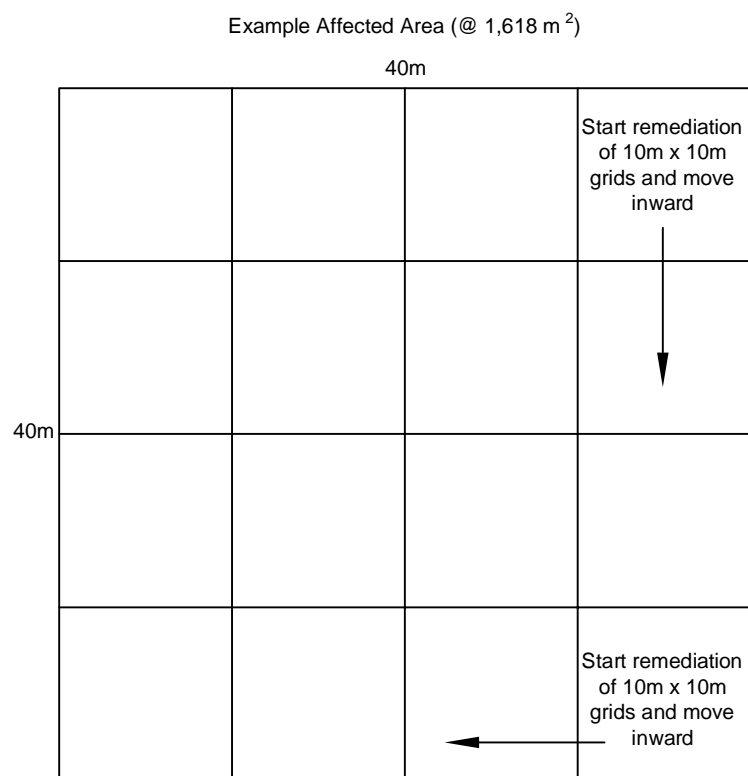 Example Affected Area (@ 1,618 m²)
40m
Start remediation
of 10m x 10m
grids and move
inward
40m
Start remediation
of 10m x 10m
grids and move
inward